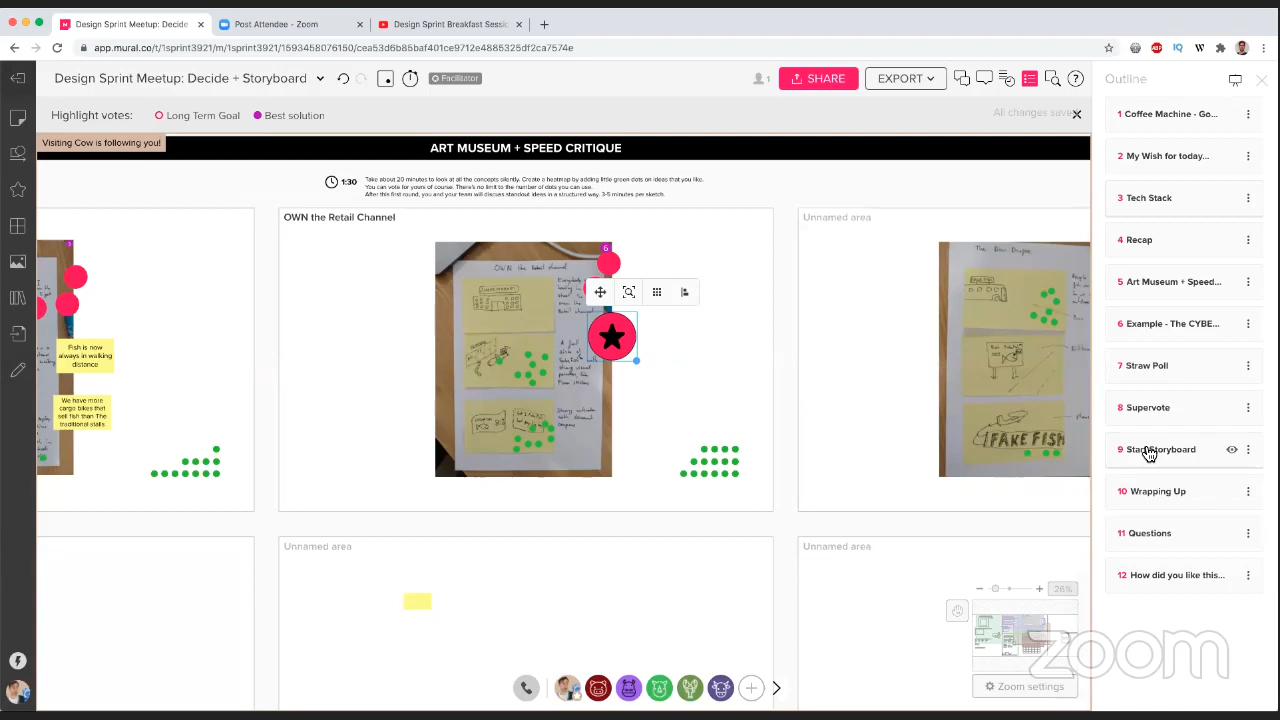 Design Sprint Meetup: Decide
Post Attendee - Zoom
Design Sprint Breakfast Sessi
app.mural.co/t/1sprint3921/m/1sprint3921/1593458076150/cea53d6b85baf401ce9712e4885325df2ca7574e
Design Sprint Meetup: Decide + Storyboard
Facilitator
1
SHARE
EXPORT
Outline
Highlight votes:
Long Term Goal
Best solution
All changes save
Visiting Cow is following you!
ART MUSEUM + SPEED CRITIQUE
1:30
Take about 20 minutes to look at all the concepts silently. Create a heatmap by adding little green dots on ideas that you like.
You can vote for yours of course. There's no limit to the number of dots you can use.
After this first round, you and your team will discuss standout ideas in a structured way. 3-5 minutes per sketch.
OWN the Retail Channel
Unnamed area
6
OWN the Retail channel
Fish is now
always in walking
distance
We have more
cargo bikes that
sell fish than The
traditional stalls
FAKE FISH
Unnamed area
Unnamed area
26%
Zoom settings
1 Coffee Machine - Go...
2 My Wish for today...
3 Tech Stack
4 Recap
5 Art Museum + Speed...
6 Example - The CYBE...
7 Straw Poll
8 Supervote
9 Start Storyboard
10 Wrapping Up
11 Questions
12 How did you like this...
zoom